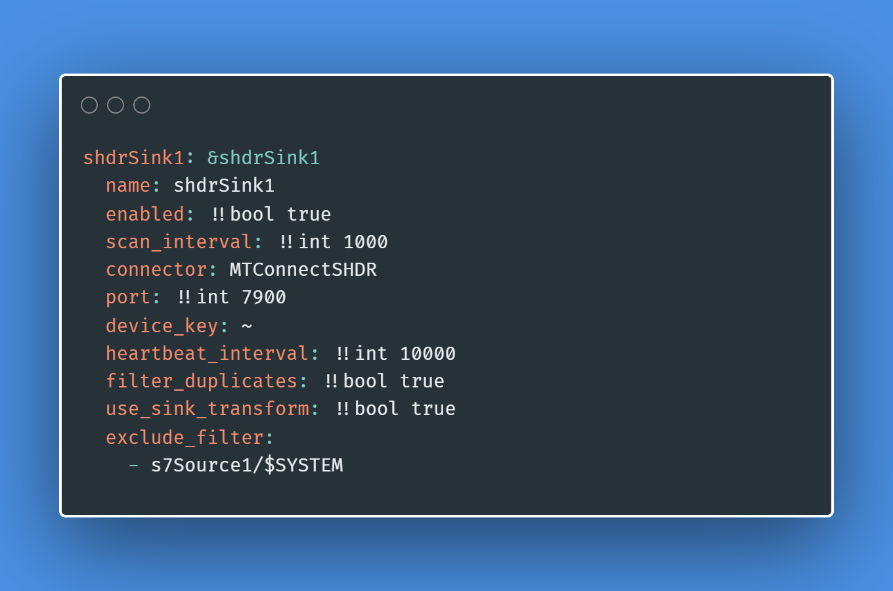 shdrSink1: &shdrSink1
  name: shdrSink1
  enabled: !!bool true
  scan_interval: !!int 1000
  connector: MTConnectSHDR
  port: !!int 7900
  device_key: ~
  heartbeat_interval: !!int 10000
  filter_duplicates: !!bool true
  use_sink_transform: !!bool true
  exclude_filter:
    - s7Source1/$SYSTEM